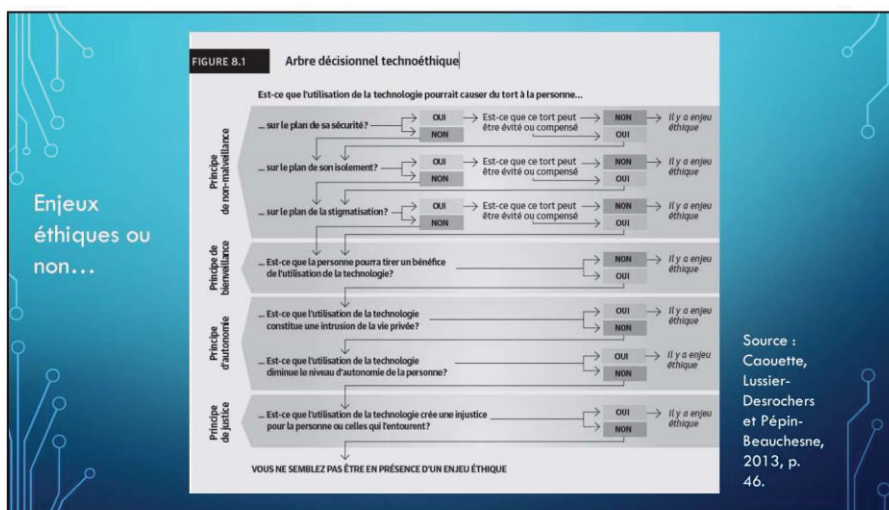 Enjeux
éthiques ou
non…
FIGURE 8.1 Arbre décisionnel technoéthique
Est-ce que l'utilisation de la technologie pourrait causer du tort à la personne...
Principe
de non-malveillance
... sur le plan de sa sécurité?
OUI
NON
Est-ce que ce tort peut
être évité ou compensé
NON
OUI
Il y a enjeu
éthique
... sur le plan de son isolement?
OUI
NON
Est-ce que ce tort peut
être évité ou compensé
NON
OUI
Il y a enjeu
éthique
... sur le plan de la stigmatisation?
OUI
NON
Est-ce que ce tort peut
être évité ou compensé
NON
OUI
Il y a enjeu
éthique
Principe de
bienveillance
... Est-ce que la personne pourra tirer un bénéfice
de l'utilisation de la technologie?
NON
OUI
Il y a enjeu
éthique
Principe
d'autonomie
... Est-ce que l'utilisation de la technologie
constitue une intrusion de la vie privée?
OUI
NON
Il y a enjeu
éthique
... Est-ce que l'utilisation de la technologie
diminue le niveau d'autonomie de la personne?
OUI
NON
Il y a enjeu
éthique
Principe
de justice
... Est-ce que l'utilisation de la technologie crée une injustice
pour la personne ou celles qui l'entourent?
OUI
NON
Il y a enjeu
éthique
VOUS NE SEMBLEZ PAS ÊTRE EN PRÉSENCE D'UN ENJEU ÉTHIQUE
Source :
Caouette,
Lussier-
Desrochers
et Pépin-
Beauchesne,
2013, p.
46.